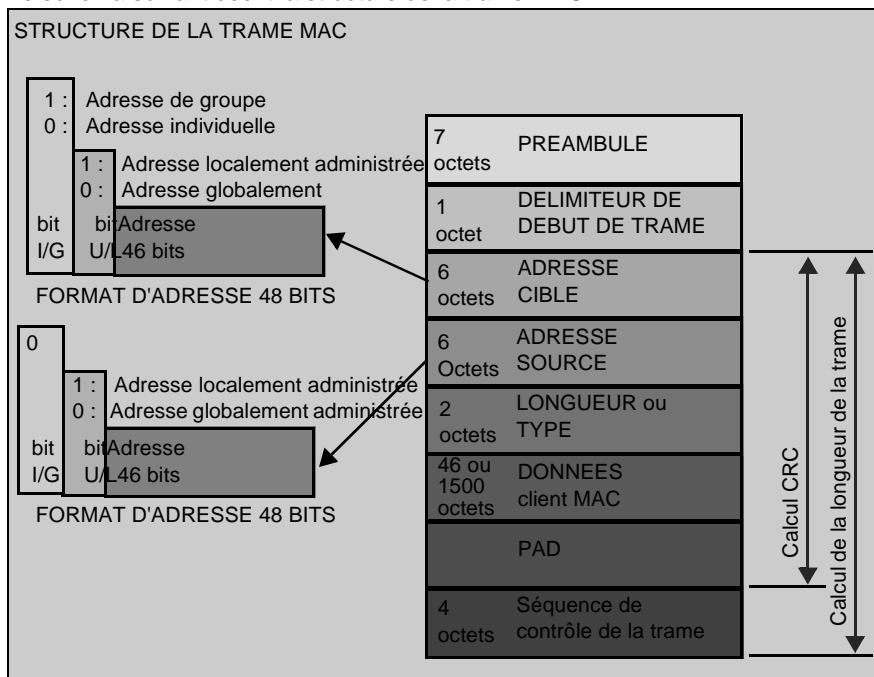 STRUCTURE DE LA TRAME MAC
1 : Adresse de groupe
0 : Adresse individuelle
1 : Adresse localement administrée
0 : Adresse globalement
bit I/G
bit U/L
Adresse 46 bits
FORMAT D'ADRESSE 48 BITS
0
1 : Adresse localement administrée
0 : Adresse globalement administrée
bit I/G
bit U/L
Adresse 46 bits
FORMAT D'ADRESSE 48 BITS
7 octets PREAMBULE
1 octet DELIMITEUR DE DEBUT DE TRAME
6 octets ADRESSE CIBLE
6 Octets ADRESSE SOURCE
2 octets LONGUEUR ou TYPE
46 ou 1500 octets DONNEES client MAC
PAD
4 octets Séquence de contrôle de la trame
Calcul CRC
Calcul de la longueur de la trame